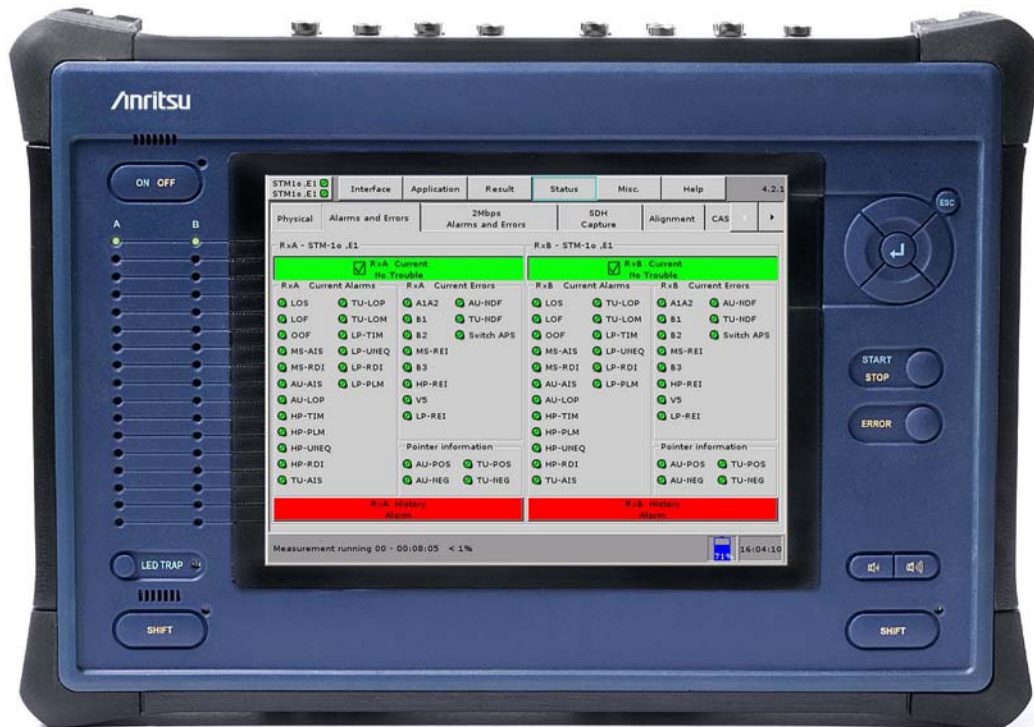 Anritsu
ON OFF
A B
LED TRAP
SHIFT
STM1o ,E1
STM1o ,E1
Interface Application Result Status Misc. Help 4.2.1
Physical Alarms and Errors 2Mbps Alarms and Errors SDH Capture Alignment CAS
RxA - STM-1o ,E1
RxA Current
No Trouble
RxA Current Alarms RxA Current Errors
LOS TU-LOP A1A2 AU-NDF
LOF TU-LOM B1 TU-NDF
OOF LP-TIM B2 Switch APS
MS-AIS LP-UNEQ MS-REI
MS-RDI LP-RDI B3
AU-AIS LP-PLM HP-REI
AU-LOP V5
HP-TIM LP-REI
HP-PLM
HP-UNEQ Pointer information
HP-RDI AU-POS TU-POS
TU-AIS AU-NEG TU-NEG
RxA History
Alarm
RxB - STM-1o ,E1
RxB Current
No Trouble
RxB Current Alarms RxB Current Errors
LOS TU-LOP A1A2 AU-NDF
LOF TU-LOM B1 TU-NDF
OOF LP-TIM B2 Switch APS
MS-AIS LP-UNEQ MS-REI
MS-RDI LP-RDI B3
AU-AIS LP-PLM HP-REI
AU-LOP V5
HP-TIM LP-REI
HP-PLM
HP-UNEQ Pointer information
HP-RDI AU-POS TU-POS
TU-AIS AU-NEG TU-NEG
RxB History
Alarm
Measurement running 00 - 00:08:05 < 1% 71% 16:04:10
ESC
START
STOP
ERROR
SHIFT